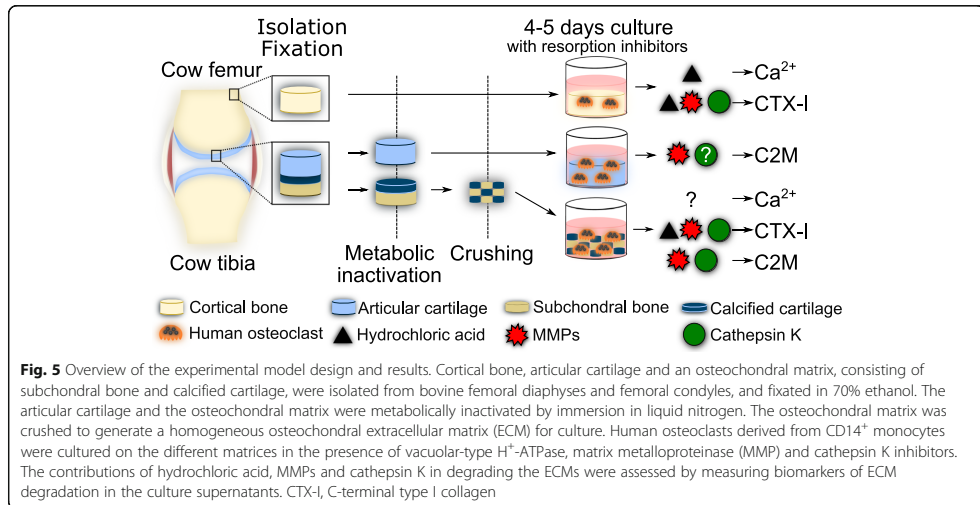 Isolation
Fixation
4-5 days culture
with resorption inhibitors
Cow femur
Ca²⁺
CTX-I
?
C2M
?
Ca²⁺
CTX-I
C2M
Cow tibia
Metabolic
inactivation
Crushing
Cortical bone
Articular cartilage
Subchondral bone
Calcified cartilage
Human osteoclast
Hydrochloric acid
MMPs
Cathepsin K
Fig. 5 Overview of the experimental model design and results. Cortical bone, articular cartilage and an osteochondral matrix, consisting of
subchondral bone and calcified cartilage, were isolated from bovine femoral diaphyses and femoral condyles, and fixated in 70% ethanol. The
articular cartilage and the osteochondral matrix were metabolically inactivated by immersion in liquid nitrogen. The osteochondral matrix was
crushed to generate a homogeneous osteochondral extracellular matrix (ECM) for culture. Human osteoclasts derived from CD14⁺ monocytes
were cultured on the different matrices in the presence of vacuolar-type H⁺-ATPase, matrix metalloproteinase (MMP) and cathepsin K inhibitors.
The contributions of hydrochloric acid, MMPs and cathepsin K in degrading the ECMs were assessed by measuring biomarkers of ECM
degradation in the culture supernatants. CTX-I, C-terminal type I collagen